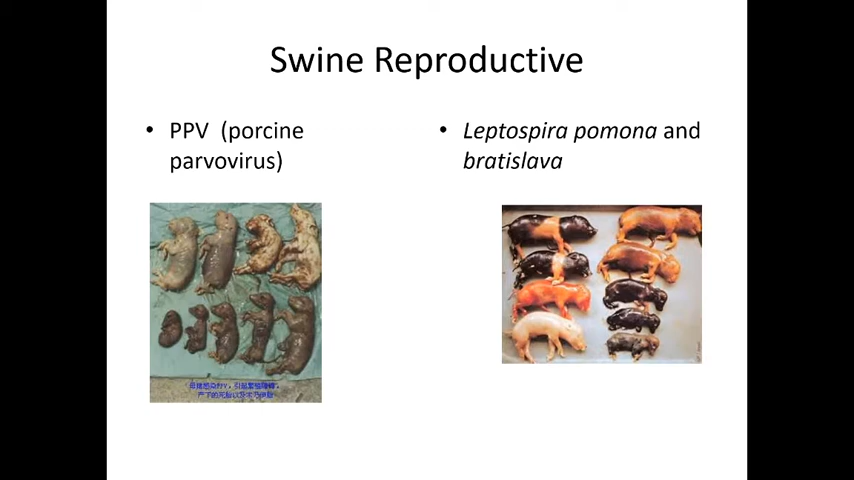 Swine Reproductive
• PPV (porcine
parvovirus)
• Leptospira pomona and
bratislava